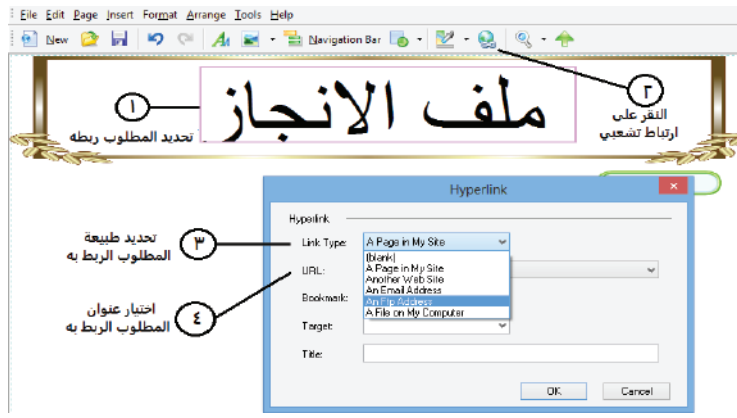 File Edit Page Insert Format Arrange Tools Help
New Navigation Bar
ملف الانجاز
١
تحديد المطلوب ربطه
٢
النقر على
ارتباط تشعبي
Hyperlink
Hyperlink
٣
تحديد طبيعة
المطلوب الربط به
Link Type: A Page in My Site
(blank)
A Page in My Site
Another Web Site
An Email Address
An Ftp Address
A File on My Computer
٤
اختيار عنوان
المطلوب الربط به
URL:
Bookmark:
Target:
Title:
OK Cancel